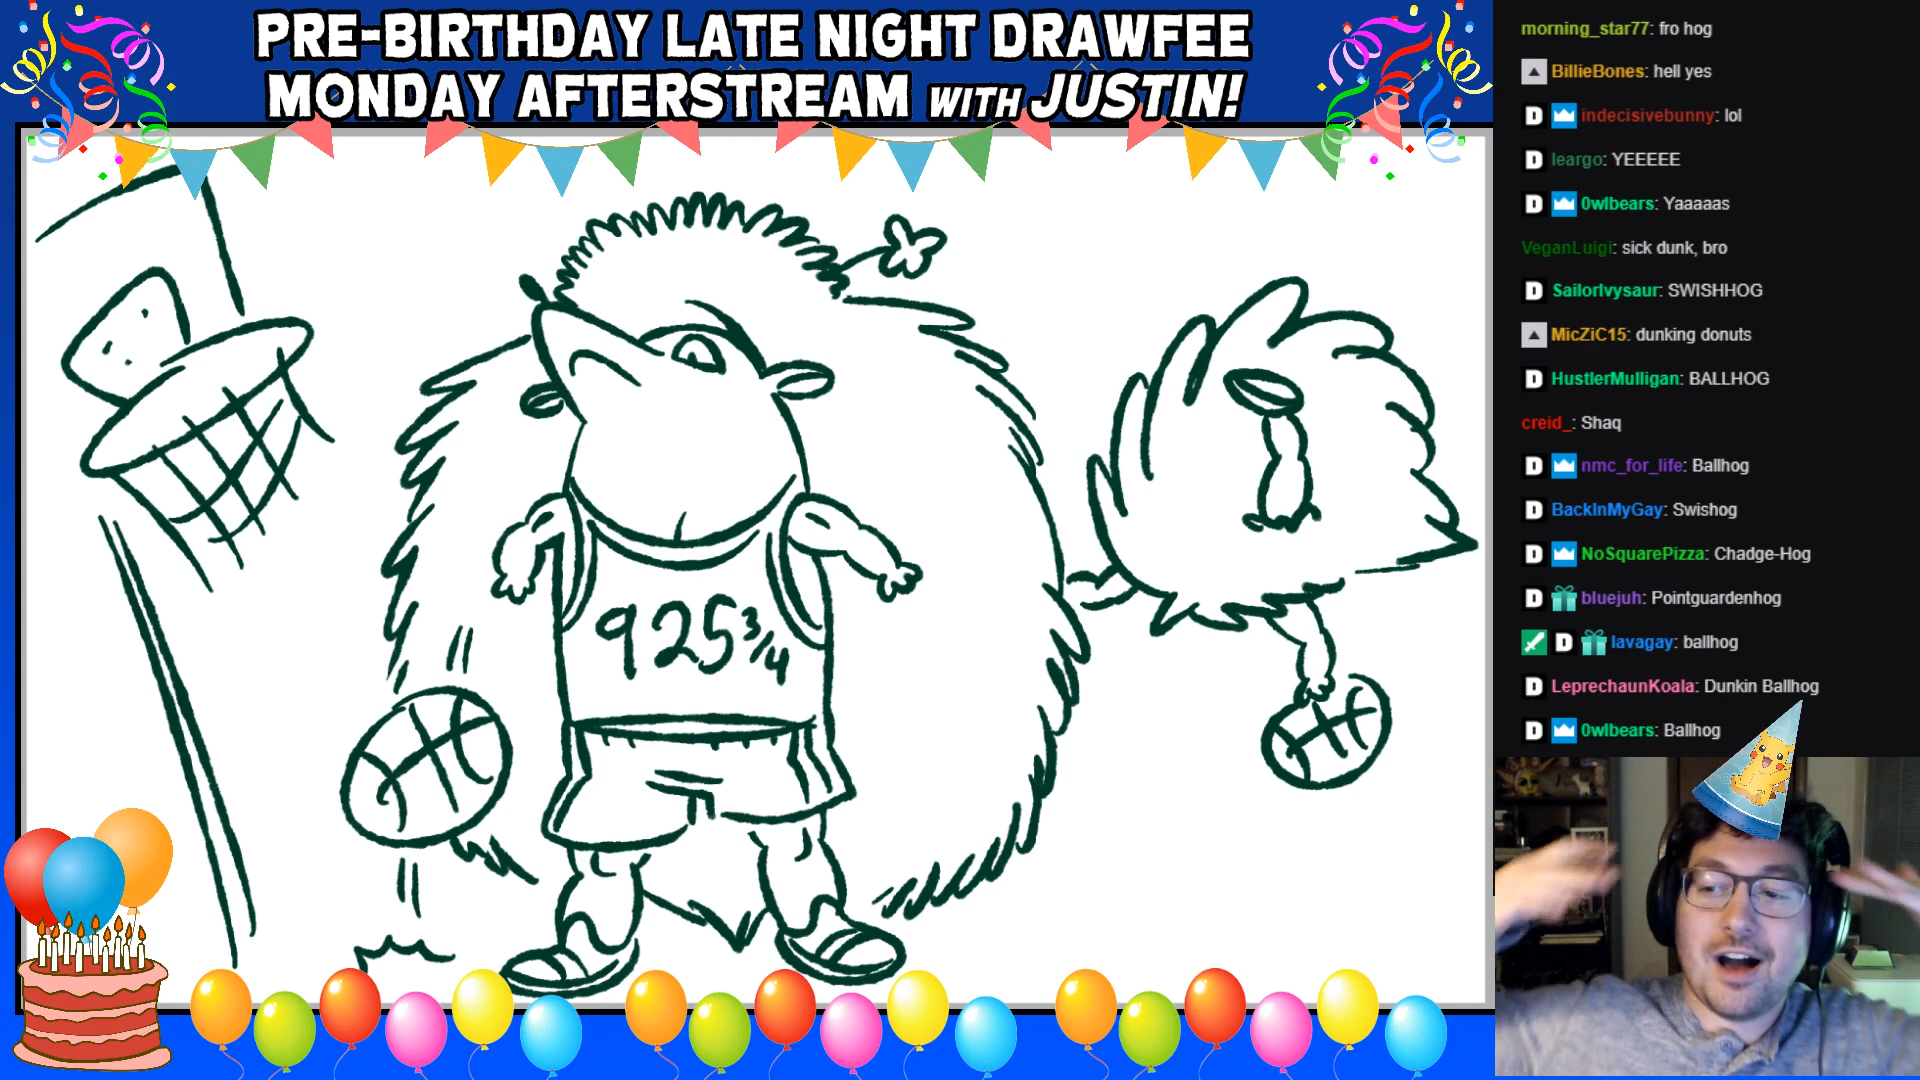 PRE-BIRTHDAY LATE NIGHT DRAWFEE
MONDAY AFTERSTREAM WITH JUSTIN!
925 3/4
morning_star77: fro hog
BillieBones: hell yes
D indecisivebunny: lol
D leargo: YEEEEE
D 0wlbears: Yaaaaas
VeganLuigi: sick dunk, bro
D SailorIvysaur: SWISHHOG
MicZiC15: dunking donuts
D HustlerMulligan: BALLHOG
creid_: Shaq
D nmc_for_life: Ballhog
D BackInMyGay: Swishog
D NoSquarePizza: Chadge-Hog
D bluejuh: Pointguardenhog
D lavagay: ballhog
D LeprechaunKoala: Dunkin Ballhog
D 0wlbears: Ballhog